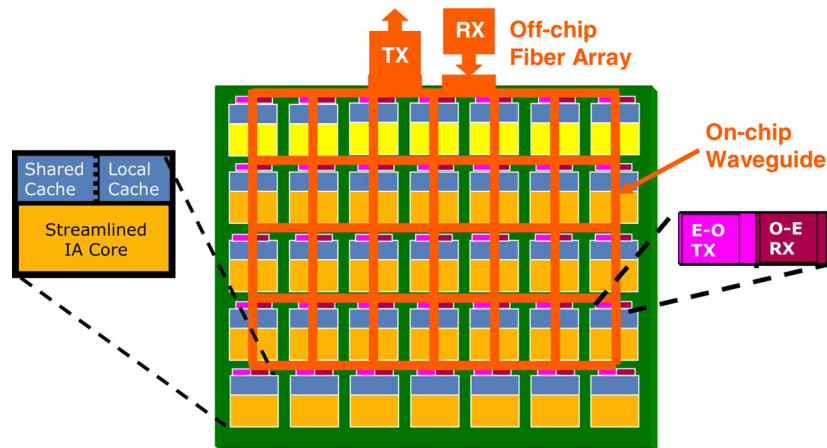 TX
RX
Off-chip
Fiber Array
On-chip
Waveguide
Shared
Cache
Local
Cache
Streamlined
IA Core
E-O
TX
O-E
RX